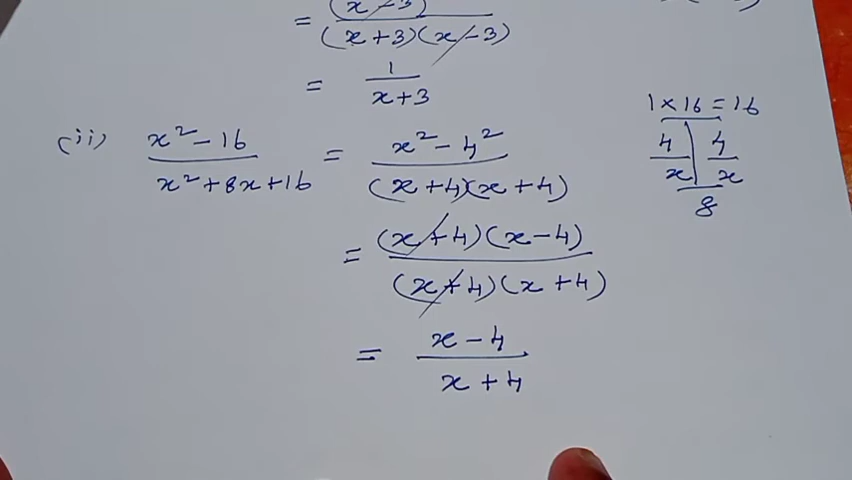 (x-3)
= (x+3)(x-3)
= 1
x+3
(ii) x²-16 = x²-4²
x²+8x+16 (x+4)(x+4)
= (x+4)(x-4)
(x+4)(x+4)
= x-4
x+4
1×16=16
4 4
x x
8